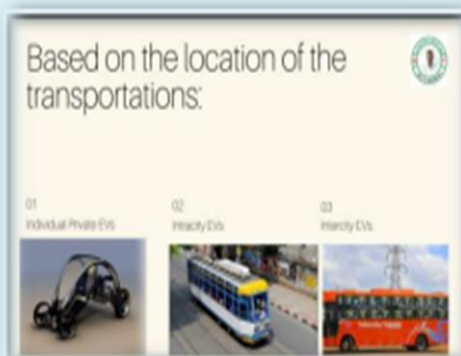 Based on the location of the
transportations:
01
Individual Private EVs
02
Intracity EVs
03
Intercity EVs